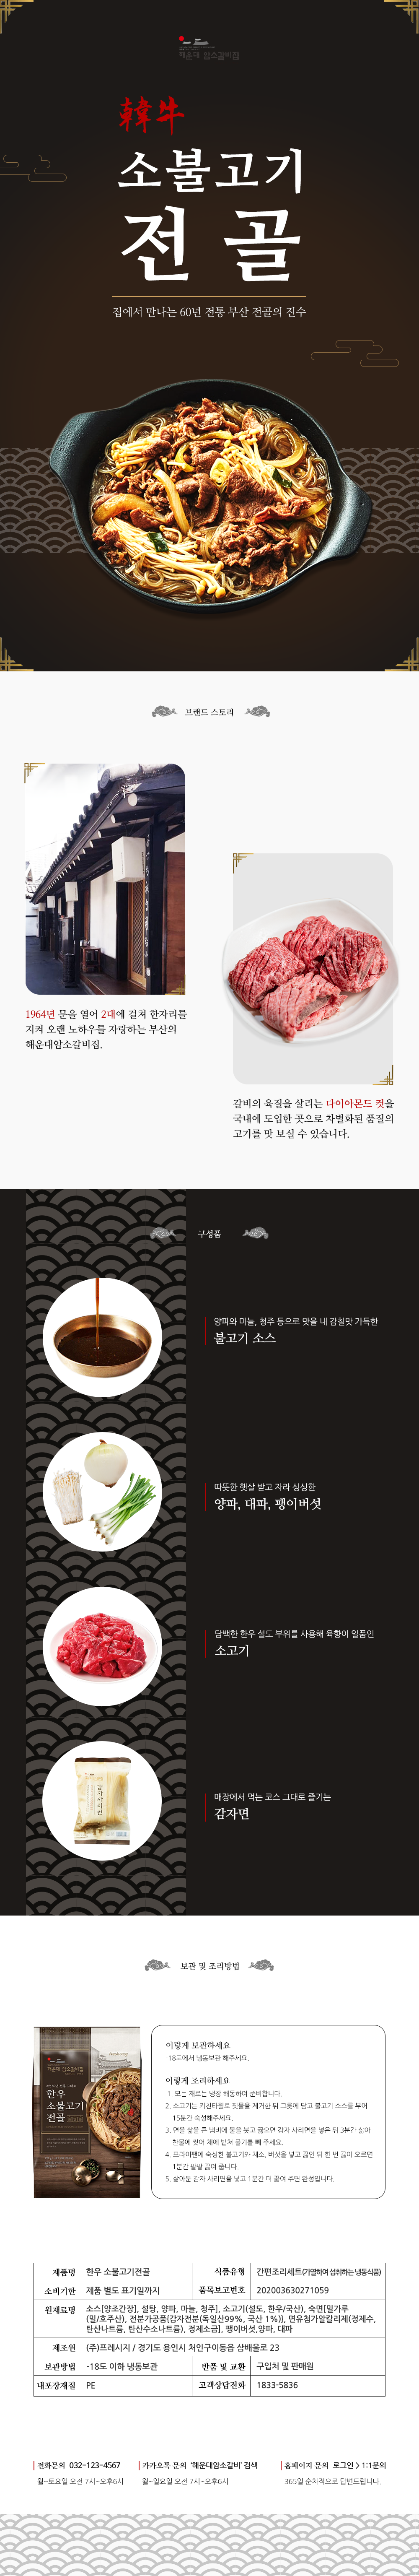 해운대 암소갈비집
韓牛
소불고기
전골
집에서 만나는 60년 전통 부산 전골의 진수
브랜드 스토리
1964년 문을 열어 2대에 걸쳐 한자리를
지켜 오랜 노하우를 자랑하는 부산의
해운대암소갈비집.
갈비의 육질을 살리는 다이아몬드 컷을
국내에 도입한 곳으로 차별화된 품질의
고기를 맛 보실 수 있습니다.
구성품
양파와 마늘, 청주 등으로 맛을 내 감칠맛 가득한
불고기 소스
따뜻한 햇살 받고 자라 싱싱한
양파, 대파, 팽이버섯
담백한 한우 설도 부위를 사용해 육향이 일품인
소고기
감자사리면
매장에서 먹는 코스 그대로 즐기는
감자면
보관 및 조리방법
해운대 암소갈비집
한우
소불고기
전골
이렇게 보관하세요
-18도에서 냉동보관 해주세요.
이렇게 조리하세요
1. 모든 재료는 냉장 해동하여 준비합니다.
2. 소고기는 키친타월로 핏물을 제거한 뒤 그릇에 담고 불고기 소스를 부어
15분간 숙성해주세요.
3. 면을 삶을 큰 냄비에 물을 붓고 끓으면 감자 사리면을 넣은 뒤 3분간 삶아
찬물에 씻어 체에 받쳐 물기를 빼 주세요.
4. 프라이팬에 숙성한 불고기와 채소, 버섯을 넣고 끓인 뒤 한 번 끓어 오르면
1분간 팔팔 끓여 줍니다.
5. 삶아둔 감자 사리면을 넣고 1분간 더 끓여 주면 완성입니다.
제품명 한우 소불고기전골 식품유형 간편조리세트(가열하여 섭취하는 냉동식품)
소비기한 제품 별도 표기일까지 품목보고번호 202003630271059
원재료명 소스[양조간장], 설탕, 양파, 마늘, 청주], 소고기(설도, 한우/국산), 숙면[밀가루
(밀/호주산), 전분가공품(감자전분(독일산99%, 국산 1%)), 면유첨가알칼리제(정제수,
탄산나트륨, 탄산수소나트륨), 정제소금], 팽이버섯,양파, 대파
제조원 (주)프레시지 / 경기도 용인시 처인구이동읍 삼배울로 23
보관방법 -18도 이하 냉동보관 반품 및 교환 구입처 및 판매원
내포장재질 PE 고객상담전화 1833-5836
전화문의 032-123-4567 카카오톡 문의 '해운대암소갈비' 검색 홈페이지 문의 로그인 > 1:1문의
월~토요일 오전 7시~오후6시 월~일요일 오전 7시~오후6시 365일 순차적으로 답변드립니다.